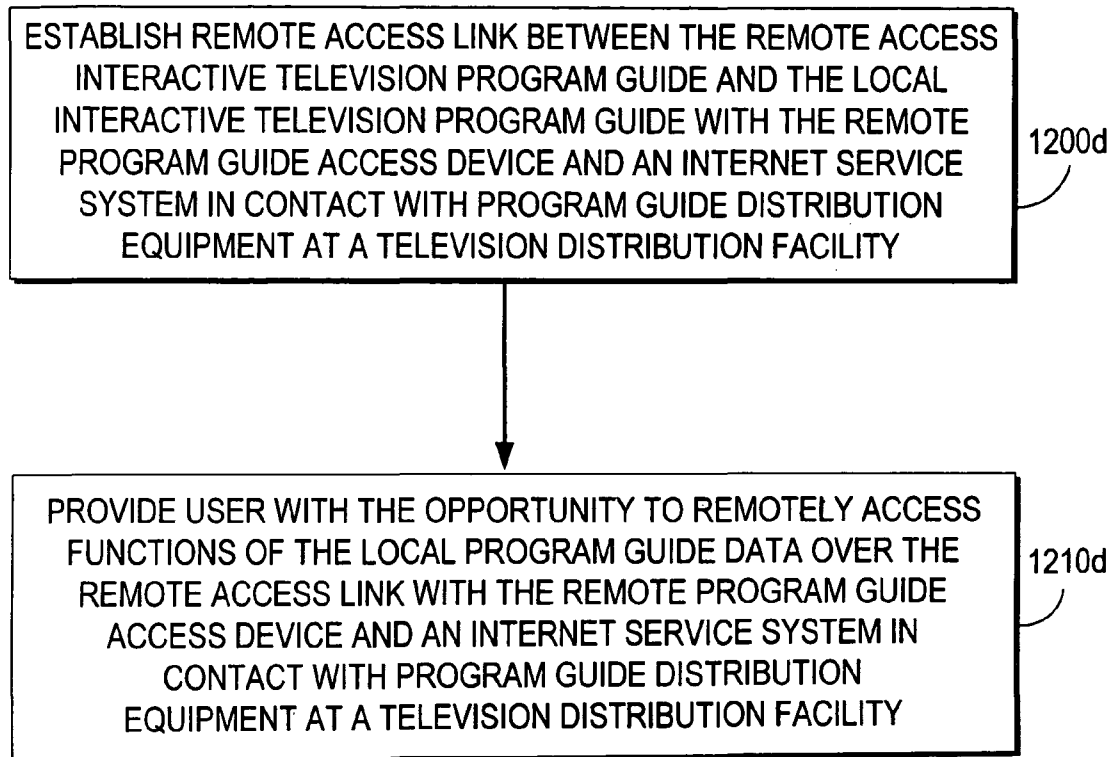 ESTABLISH REMOTE ACCESS LINK BETWEEN THE REMOTE ACCESS
INTERACTIVE TELEVISION PROGRAM GUIDE AND THE LOCAL
INTERACTIVE TELEVISION PROGRAM GUIDE WITH THE REMOTE
PROGRAM GUIDE ACCESS DEVICE AND AN INTERNET SERVICE
SYSTEM IN CONTACT WITH PROGRAM GUIDE DISTRIBUTION
EQUIPMENT AT A TELEVISION DISTRIBUTION FACILITY
1200d
PROVIDE USER WITH THE OPPORTUNITY TO REMOTELY ACCESS
FUNCTIONS OF THE LOCAL PROGRAM GUIDE DATA OVER THE
REMOTE ACCESS LINK WITH THE REMOTE PROGRAM GUIDE
ACCESS DEVICE AND AN INTERNET SERVICE SYSTEM IN
CONTACT WITH PROGRAM GUIDE DISTRIBUTION
EQUIPMENT AT A TELEVISION DISTRIBUTION FACILITY
1210d